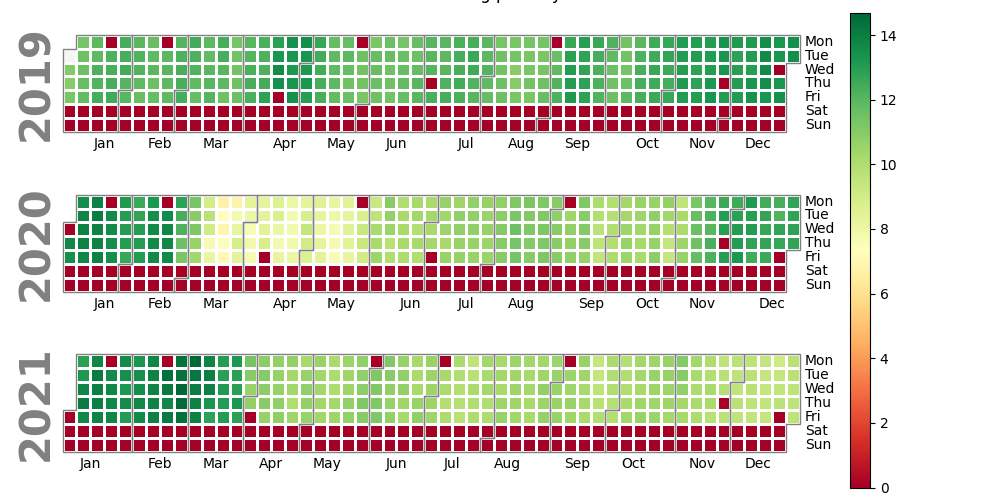 2019
Mon
Tue
Wed
Thu
Fri
Sat
Sun
Jan Feb Mar Apr May Jun Jul Aug Sep Oct Nov Dec
2020
Mon
Tue
Wed
Thu
Fri
Sat
Sun
Jan Feb Mar Apr May Jun Jul Aug Sep Oct Nov Dec
2021
Mon
Tue
Wed
Thu
Fri
Sat
Sun
Jan Feb Mar Apr May Jun Jul Aug Sep Oct Nov Dec
14
12
10
8
6
4
2
0